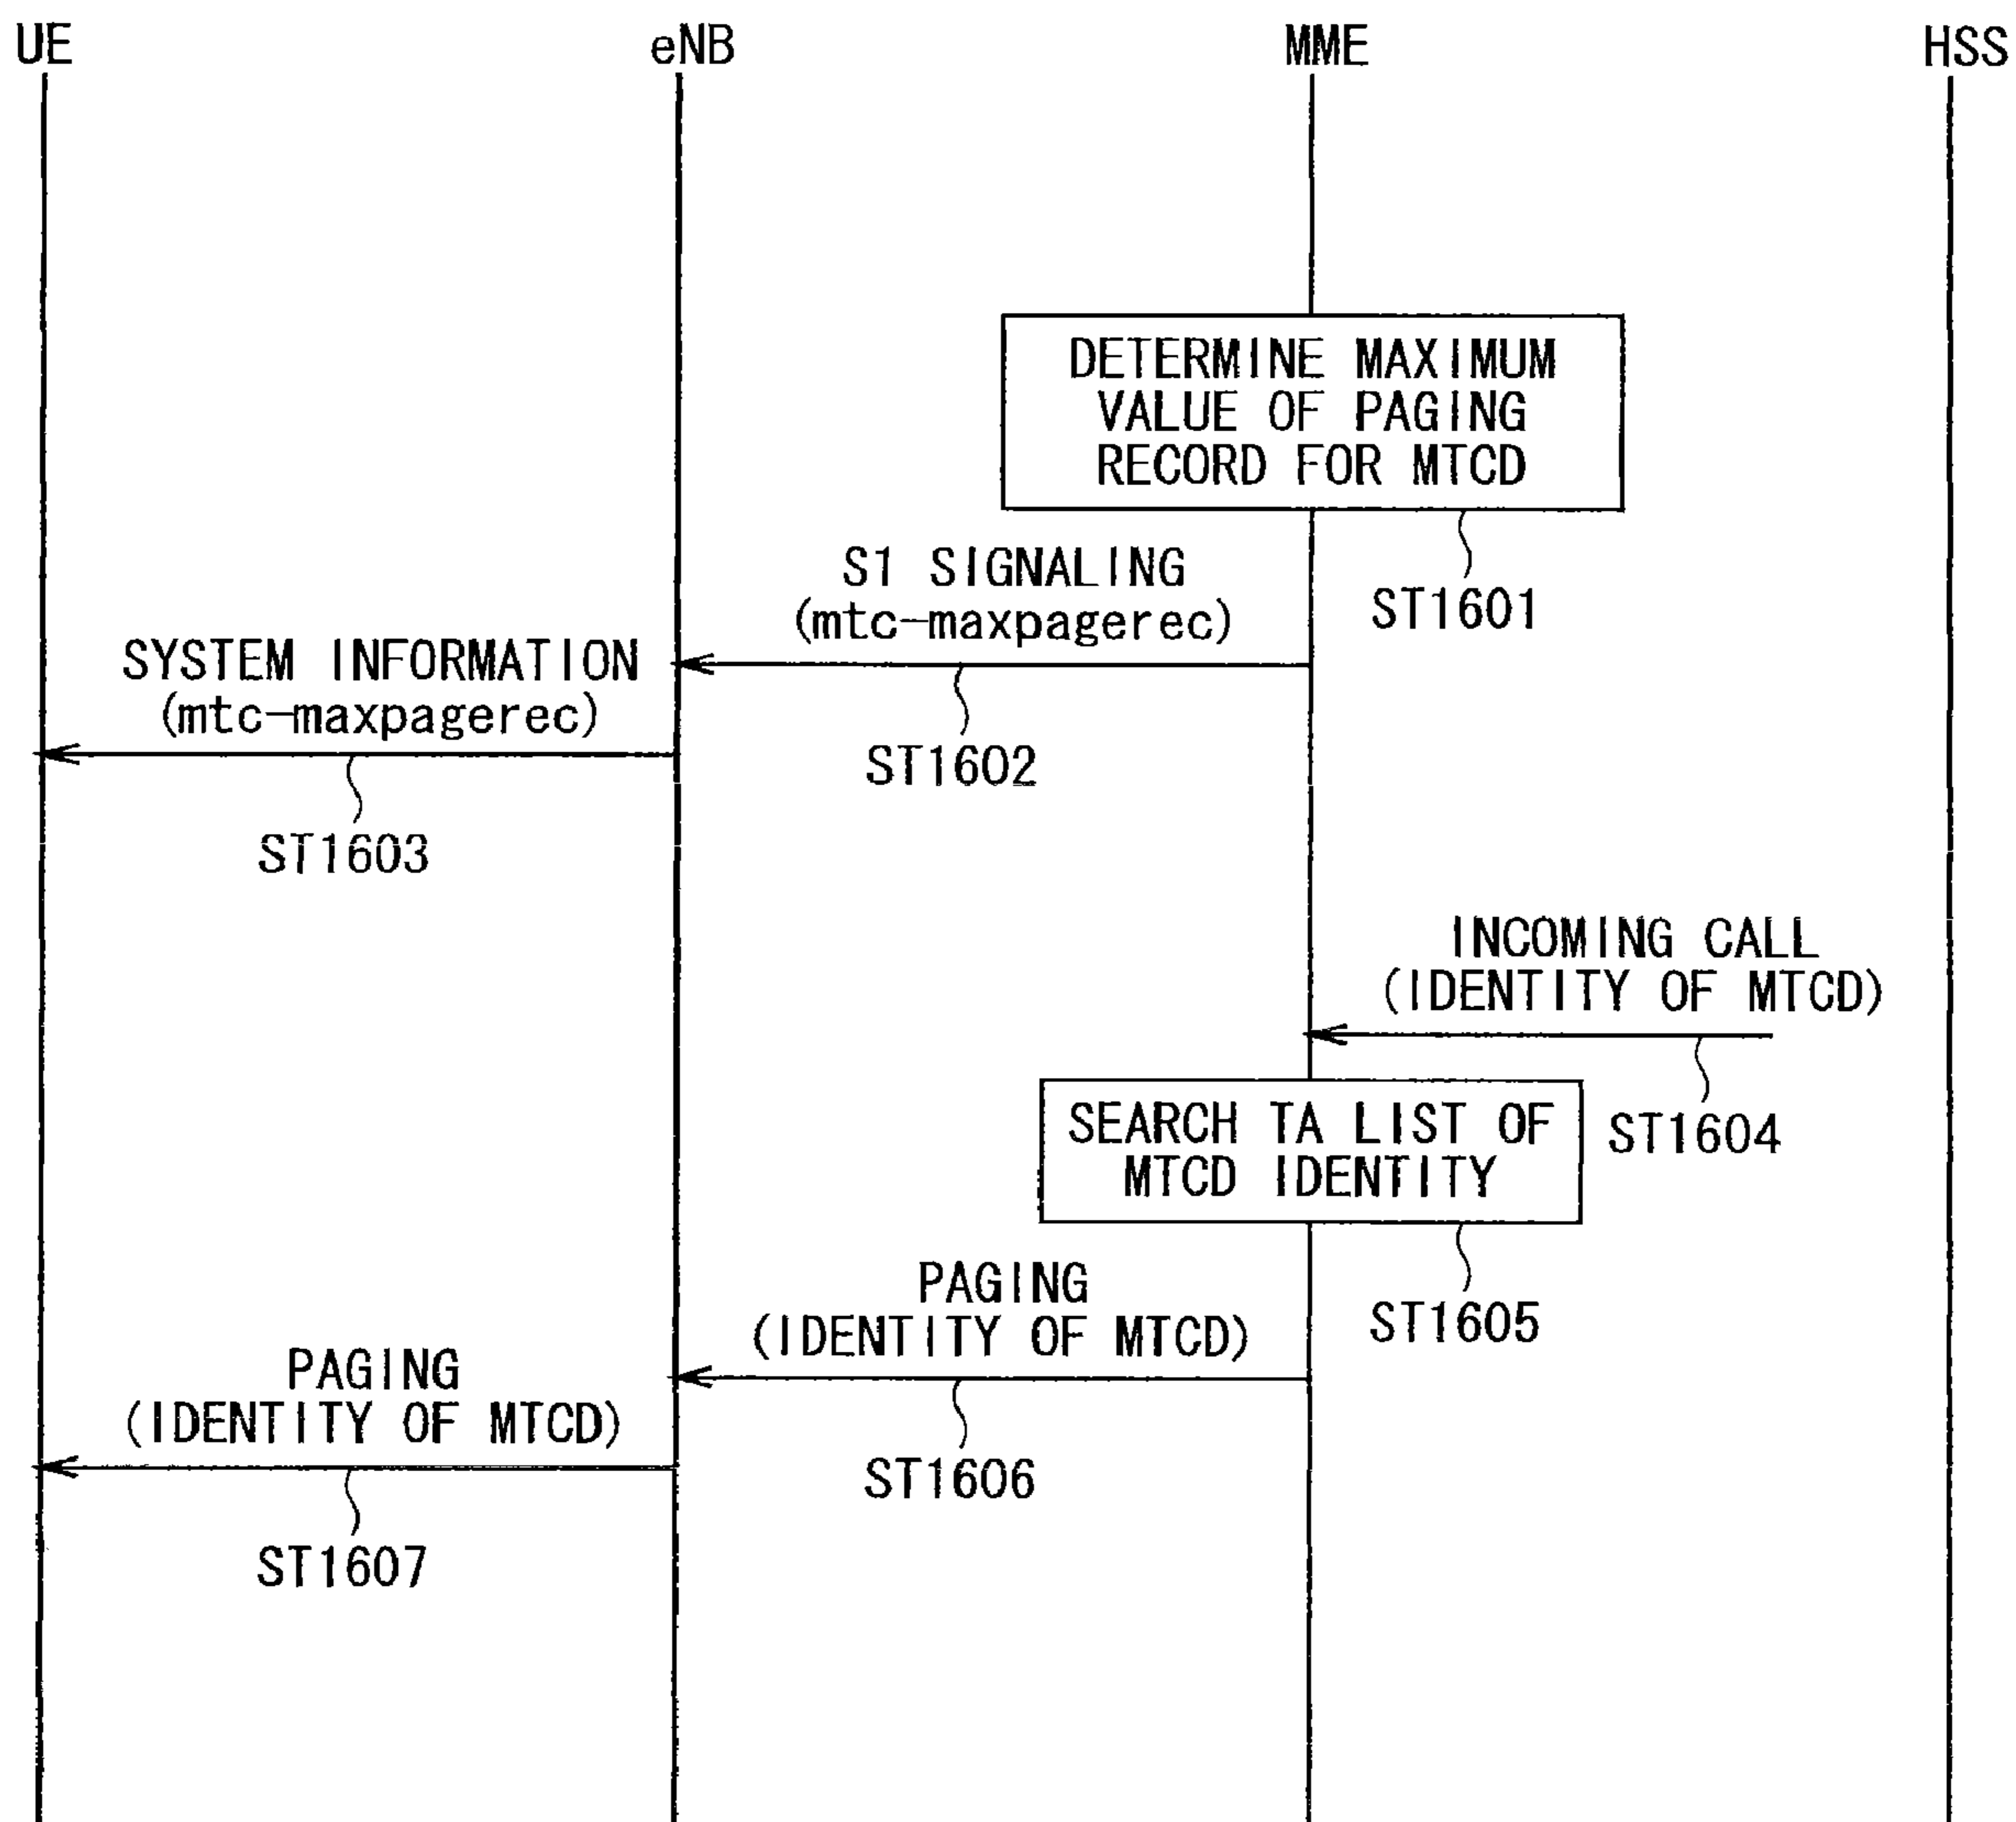 UE
eNB
MME
HSS
DETERMINE MAXIMUM
VALUE OF PAGING
RECORD FOR MTCD
ST1601
S1 SIGNALING
(mtc-maxpagerec)
ST1602
SYSTEM INFORMATION
(mtc-maxpagerec)
ST1603
INCOMING CALL
(IDENTITY OF MTCD)
ST1604
SEARCH TA LIST OF
MTCD IDENTITY
ST1605
PAGING
(IDENTITY OF MTCD)
ST1606
PAGING
(IDENTITY OF MTCD)
ST1607